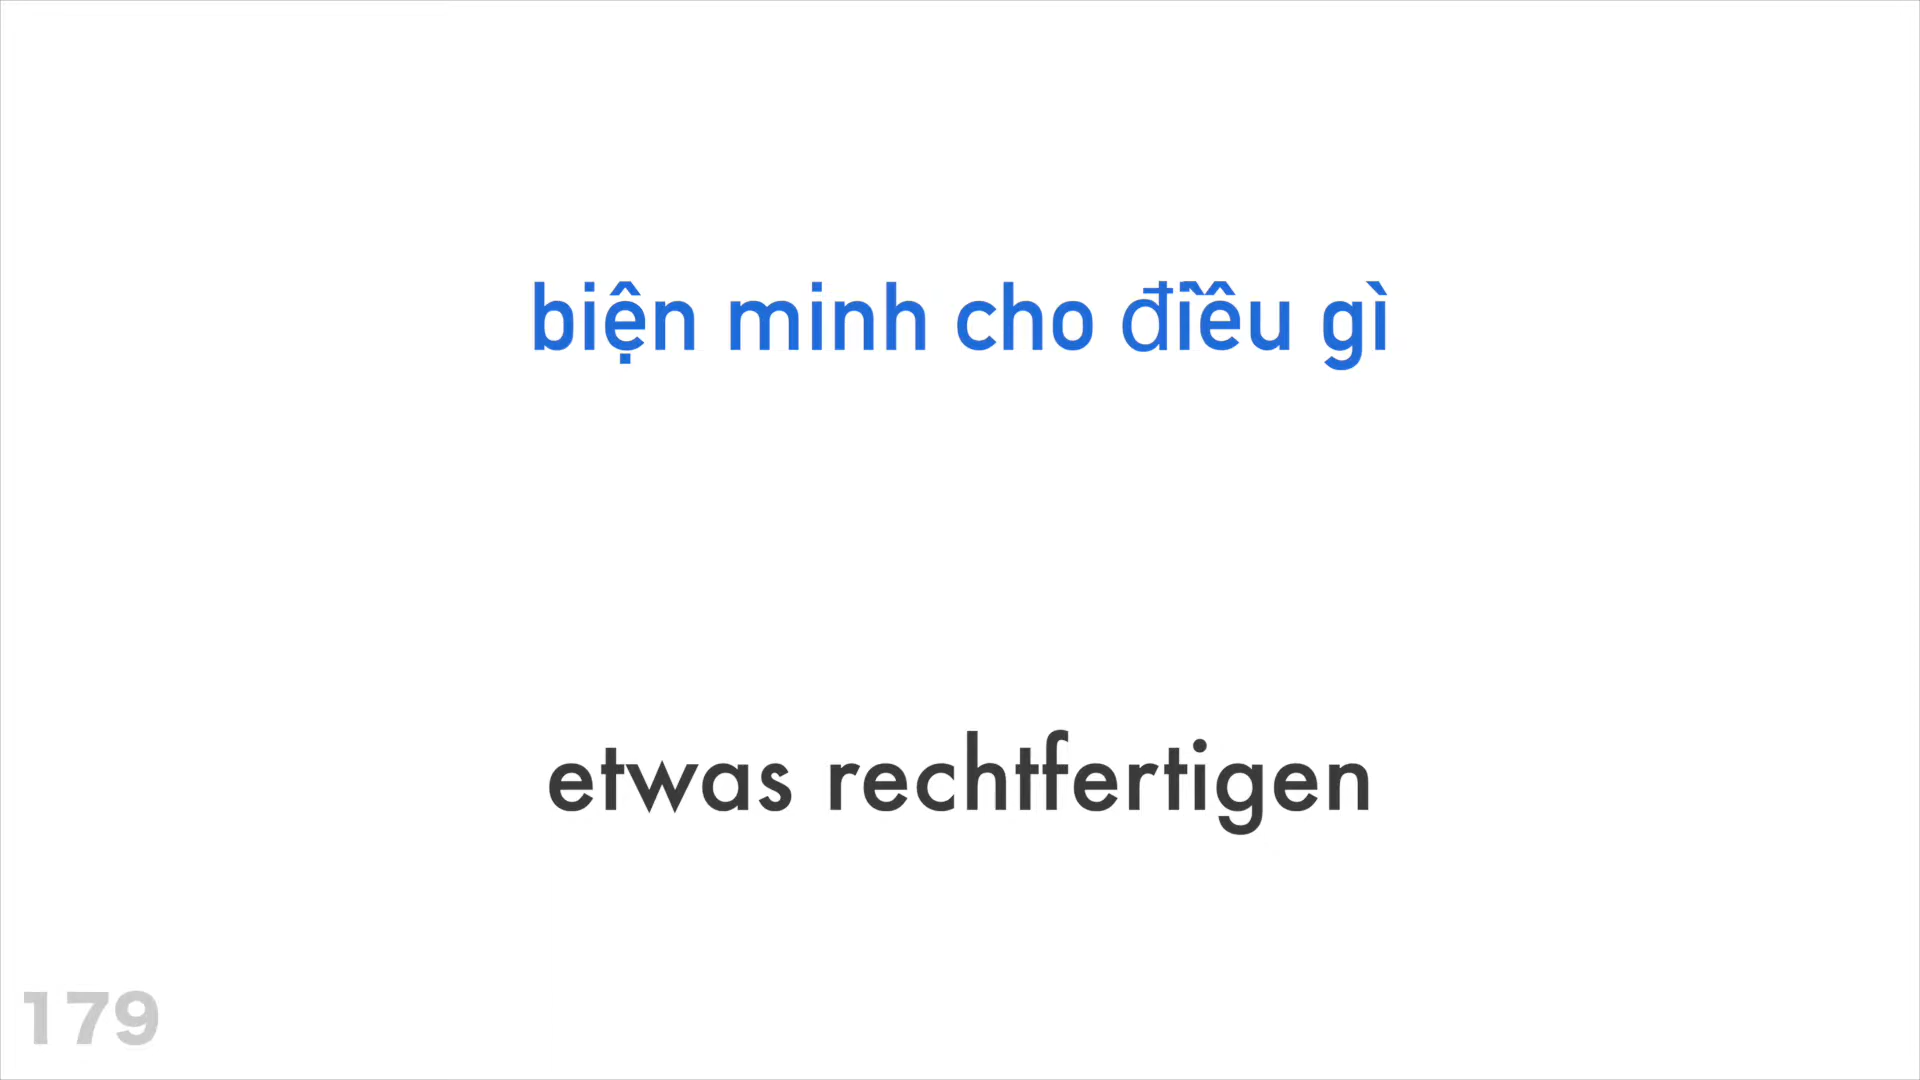 biện minh cho điều gì
etwas rechtfertigen
179